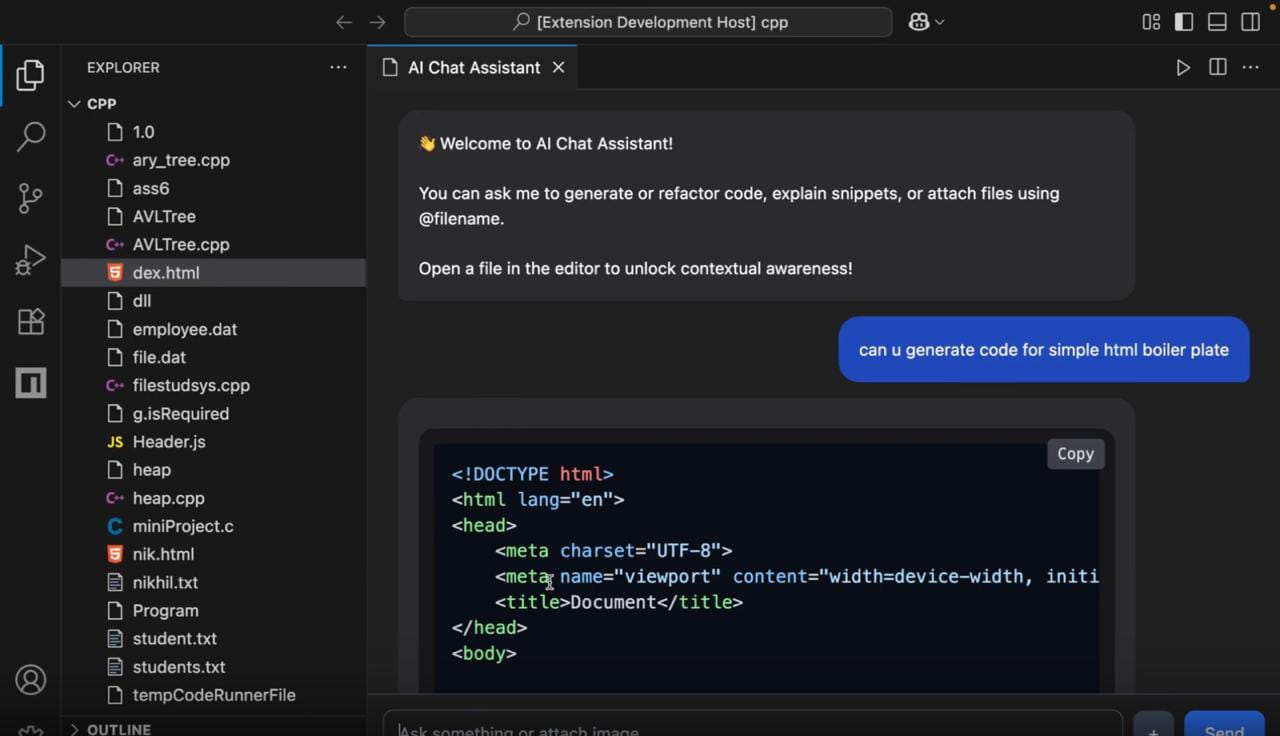 [Extension Development Host] cpp
EXPLORER
CPP
1.0
ary_tree.cpp
ass6
AVLTree
AVLTree.cpp
dex.html
dll
employee.dat
file.dat
filestudsys.cpp
g.isRequired
JS Header.js
heap
heap.cpp
miniProject.c
nik.html
nikhil.txt
Program
student.txt
students.txt
tempCodeRunnerFile
OUTLINE
AI Chat Assistant
👋 Welcome to AI Chat Assistant!
You can ask me to generate or refactor code, explain snippets, or attach files using
@filename.
Open a file in the editor to unlock contextual awareness!
can u generate code for simple html boiler plate
Copy
<!DOCTYPE html>
<html lang="en">
<head>
    <meta charset="UTF-8">
    <meta name="viewport" content="width=device-width, initi
    <title>Document</title>
</head>
<body>
Ask something or attach image
+
Send